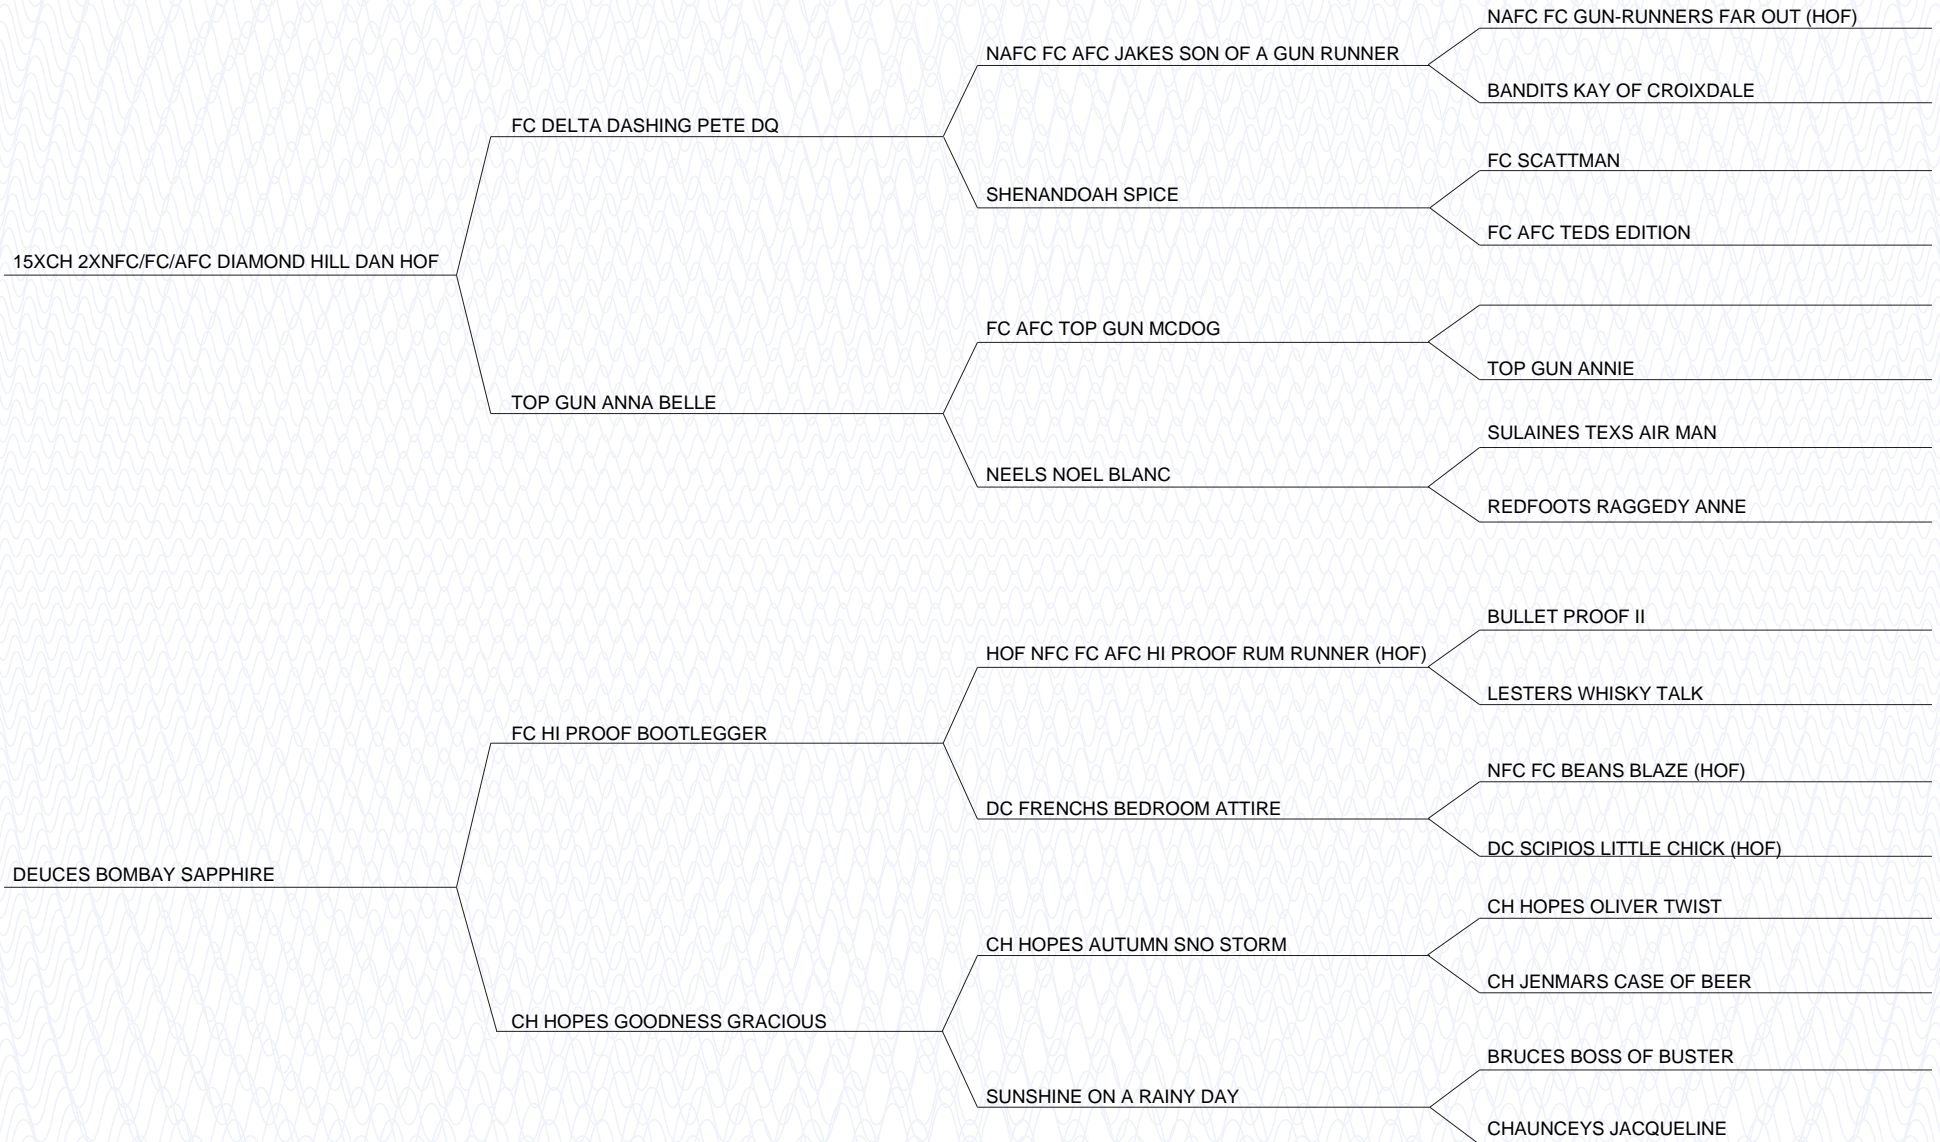 NAFC FC GUN-RUNNERS FAR OUT (HOF)
NAFC FC AFC JAKES SON OF A GUN RUNNER
BANDITS KAY OF CROIXDALE
FC DELTA DASHING PETE DQ
FC SCATTMAN
SHENANDOAH SPICE
FC AFC TEDS EDITION
15XCH 2XNFC/FC/AFC DIAMOND HILL DAN HOF
FC AFC TOP GUN MCDOG
TOP GUN ANNIE
TOP GUN ANNA BELLE
SULAINES TEXS AIR MAN
NEELS NOEL BLANC
REDFOOTS RAGGEDY ANNE
BULLET PROOF II
HOF NFC FC AFC HI PROOF RUM RUNNER (HOF)
LESTERS WHISKY TALK
FC HI PROOF BOOTLEGGER
NFC FC BEANS BLAZE (HOF)
DC FRENCHS BEDROOM ATTIRE
DC SCIPIOS LITTLE CHICK (HOF)
DEUCES BOMBAY SAPPHIRE
CH HOPES OLIVER TWIST
CH HOPES AUTUMN SNO STORM
CH JENMARS CASE OF BEER
CH HOPES GOODNESS GRACIOUS
BRUCES BOSS OF BUSTER
SUNSHINE ON A RAINY DAY
CHAUNCEYS JACQUELINE